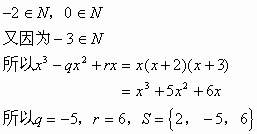 -2∈N，0∈N
又因为-3∈N
所以x³-qx²+rx=x(x+2)(x+3)
=x³+5x²+6x
所以q=-5，r=6，S={2，-5，6}